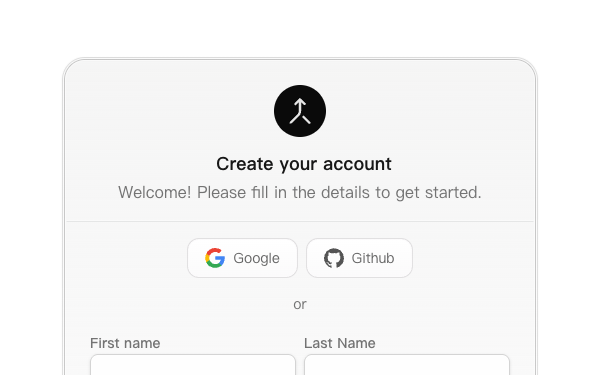 Create your account
Welcome! Please fill in the details to get started.
Google Github
or
First name Last Name